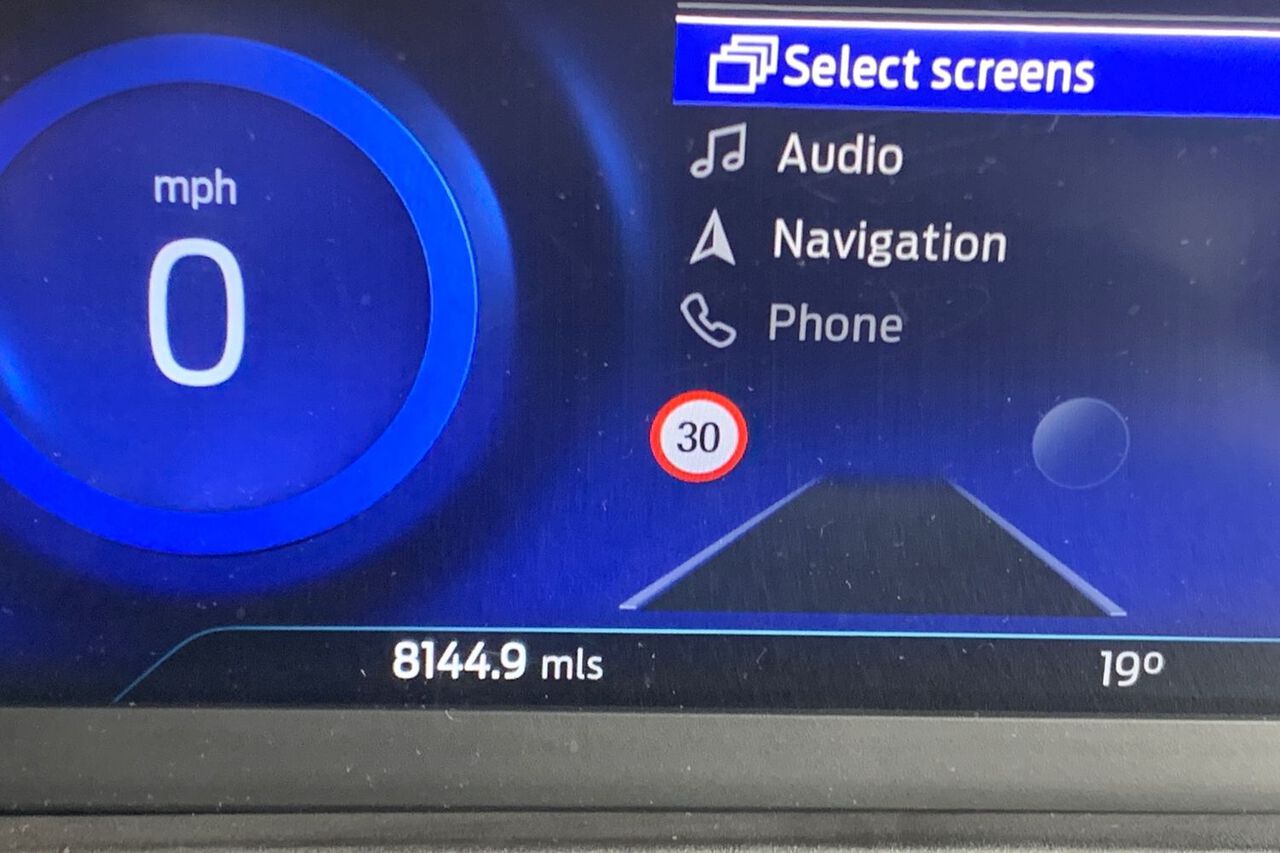 Select screens
Audio
mph
Navigation
0
Phone
30
8144.9 mls
19º